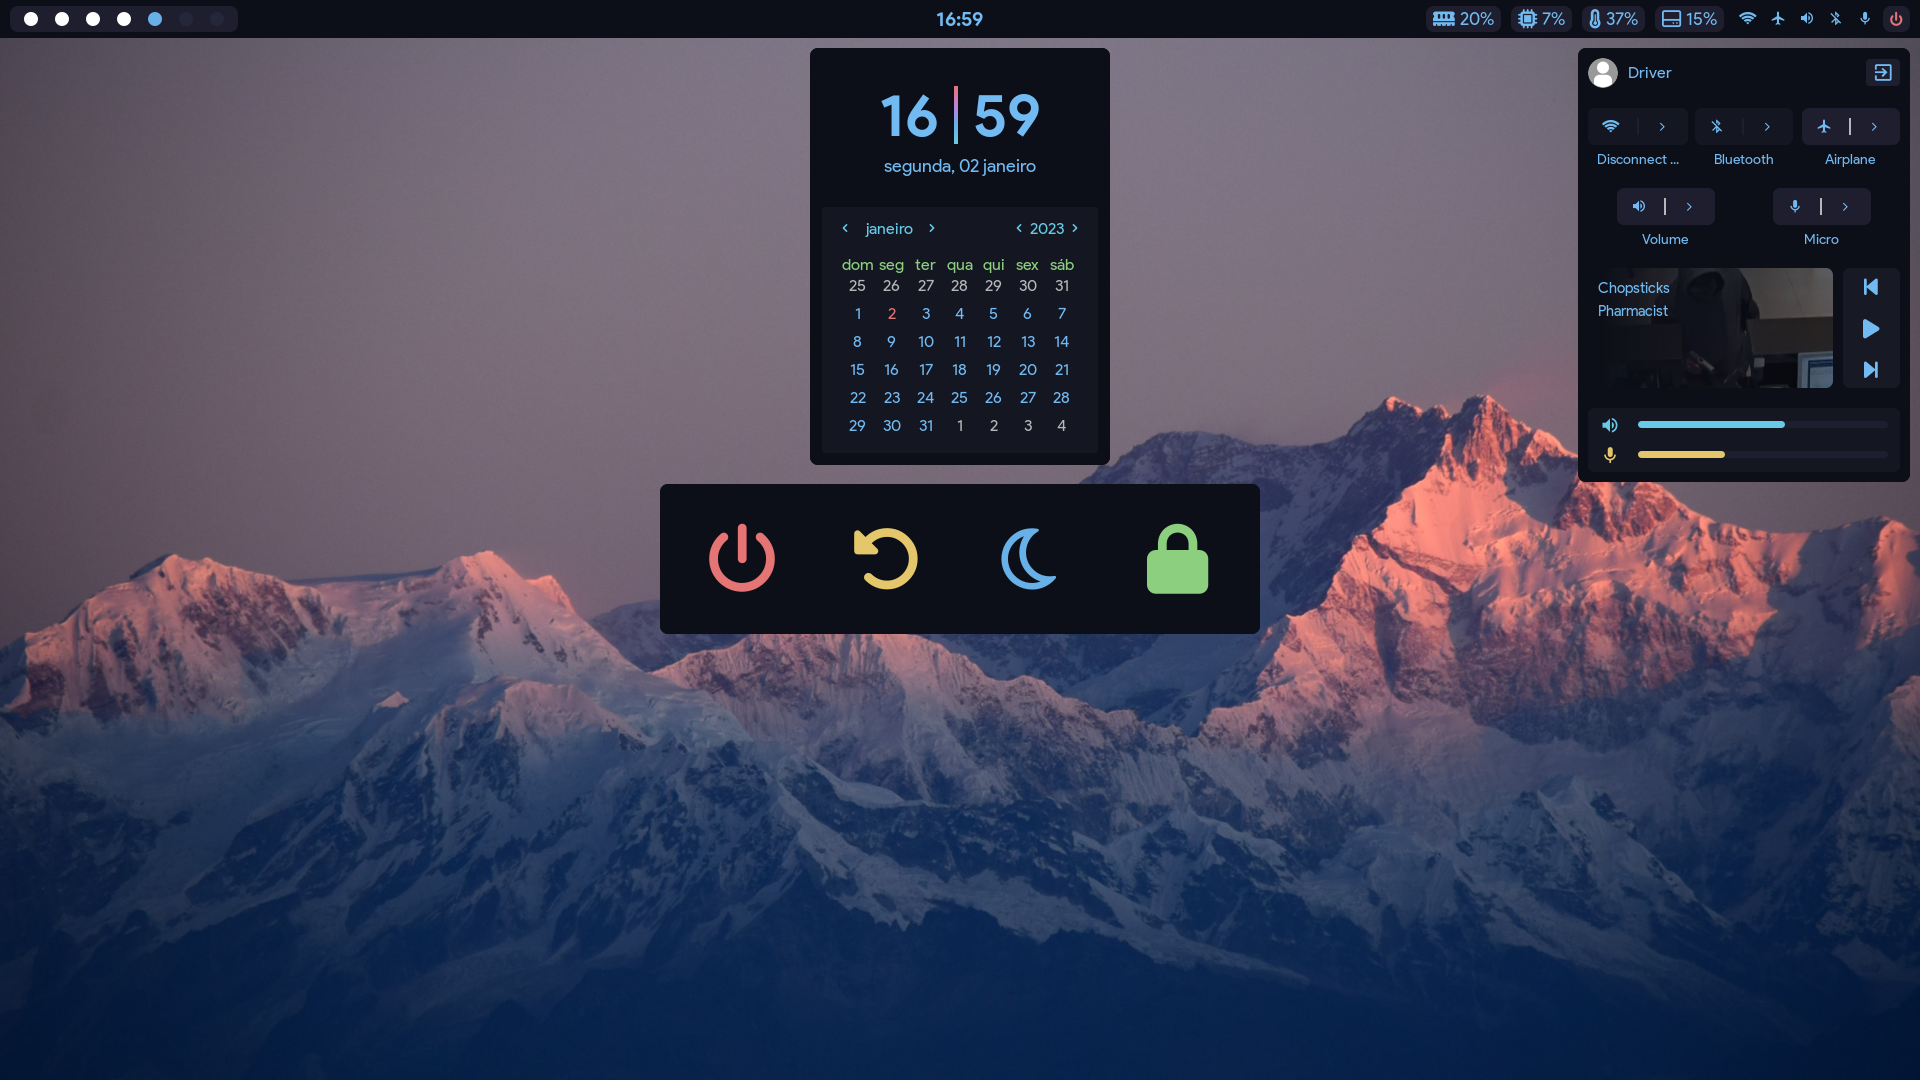 16:59
20%
7%
37%
15%
16 59
segunda, 02 janeiro
janeiro 2023
dom seg ter qua qui sex sáb
25 26 27 28 29 30 31
1 2 3 4 5 6 7
8 9 10 11 12 13 14
15 16 17 18 19 20 21
22 23 24 25 26 27 28
29 30 31 1 2 3 4
Driver
Disconnect ...
Bluetooth
Airplane
Volume
Micro
Chopsticks
Pharmacist